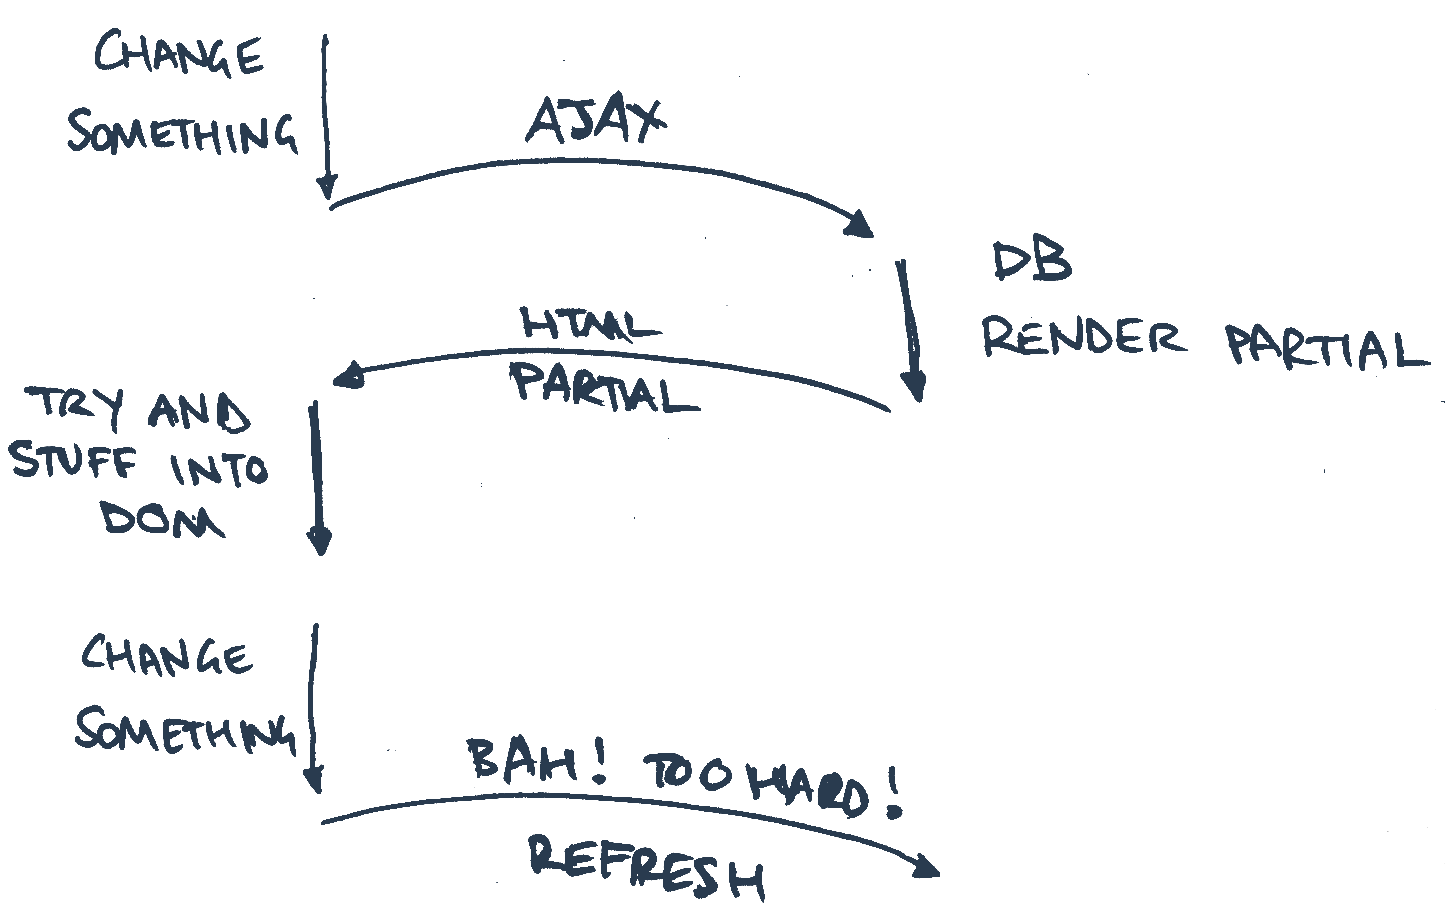 CHANGE
SOMETHING
AJAX
DB
RENDER PARTIAL
HTML
PARTIAL
TRY AND
STUFF INTO
DOM
CHANGE
SOMETHING
BAH! TOO HARD!
REFRESH